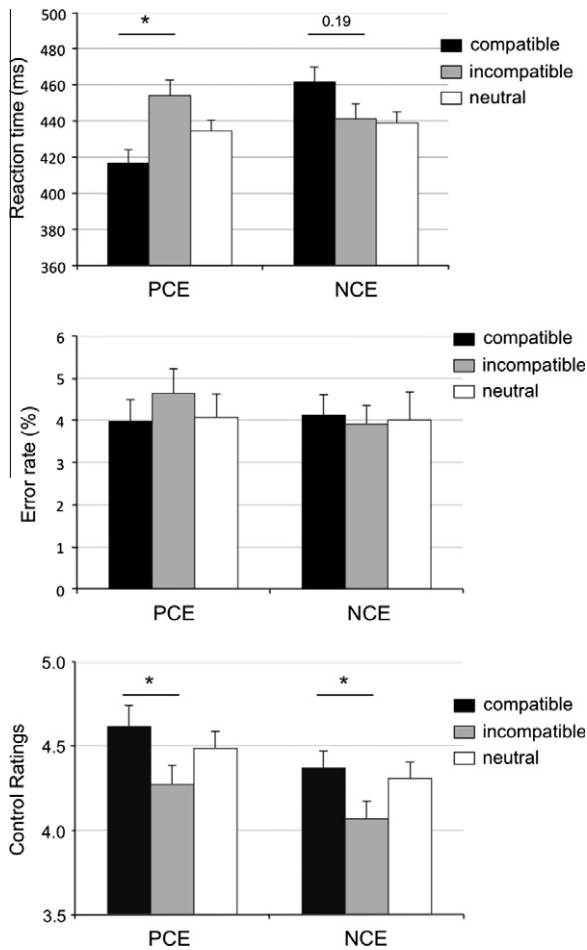 500
480
460
440
420
400
380
360
Reaction time (ms)
*
0.19
compatible
incompatible
neutral
PCE
NCE
6
5
4
3
2
1
0
Error rate (%)
compatible
incompatible
neutral
PCE
NCE
5.0
4.5
4.0
3.5
Control Ratings
*
*
compatible
incompatible
neutral
PCE
NCE